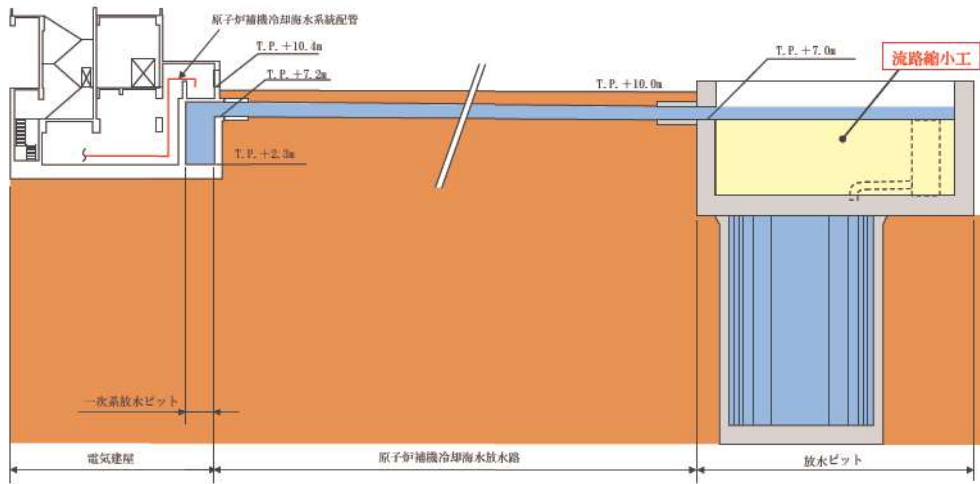 原子炉補機冷却海水系統配管
T.P.+10.4m
T.P.+7.2m
T.P.+10.0m
T.P.+7.0m
流路縮小工
T.P.+2.3m
一次系放水ピット
電気建屋
原子炉補機冷却海水放水路
放水ピット